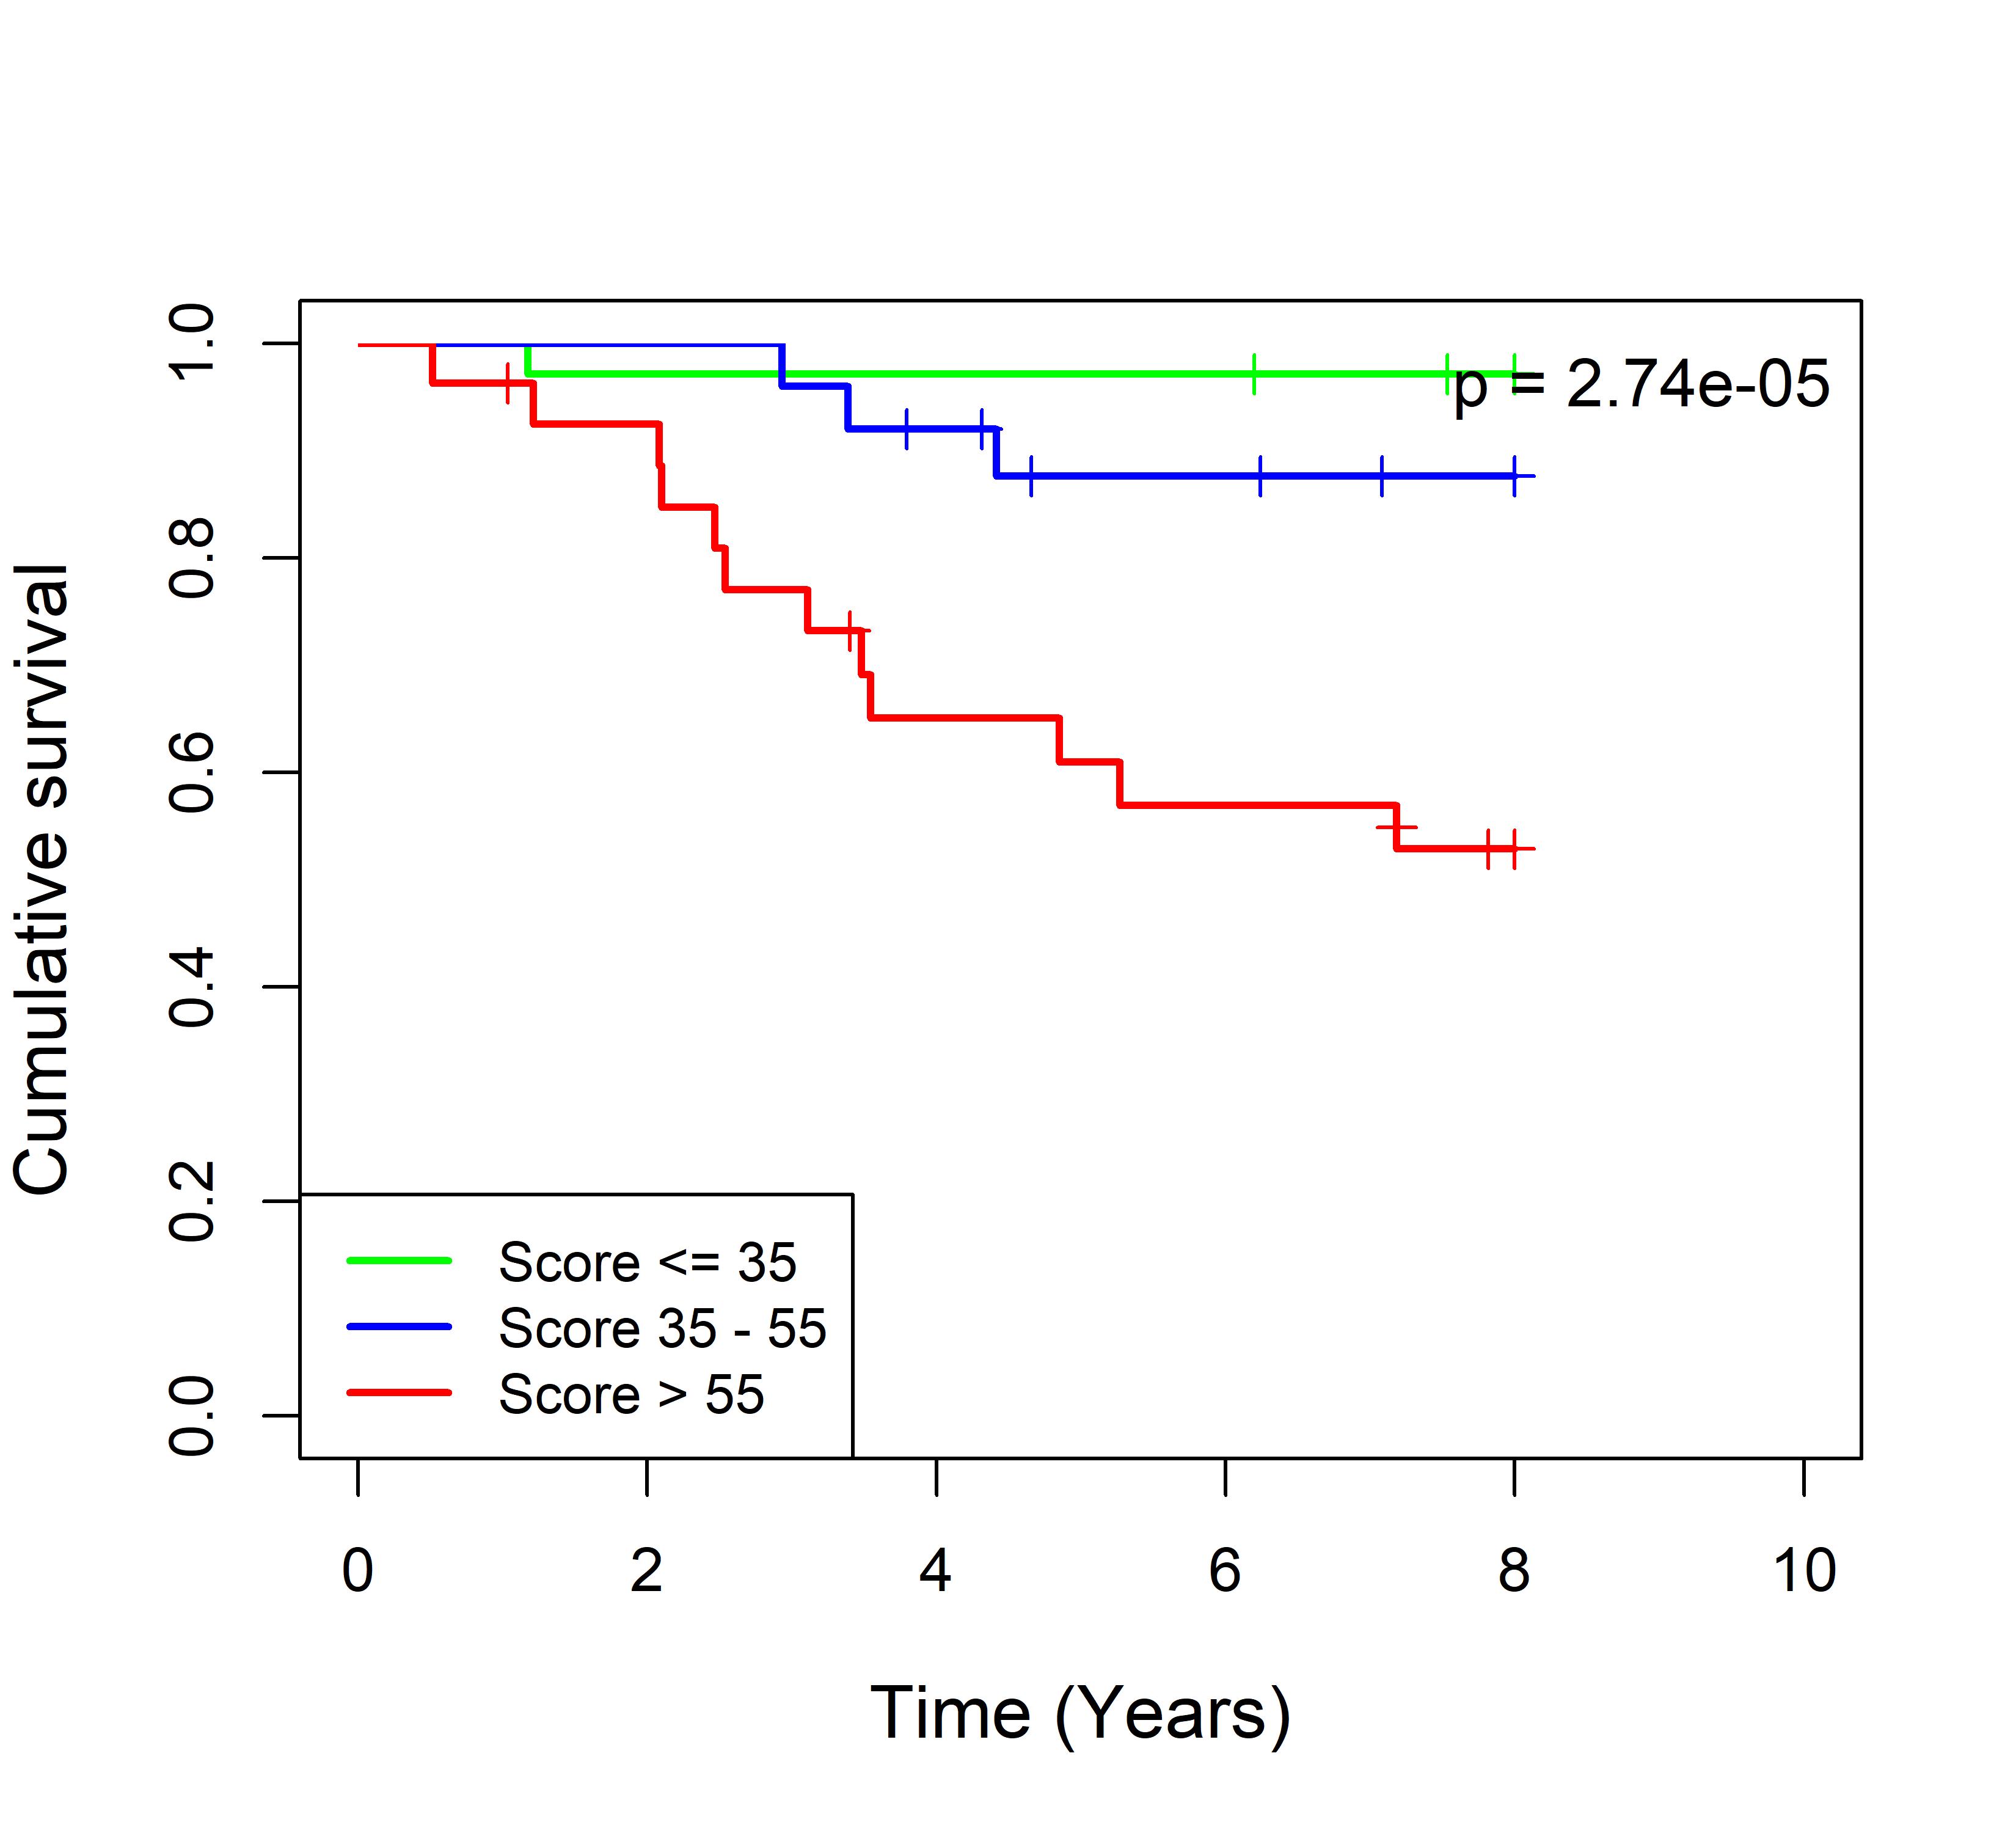 p = 2.74e-05
Cumulative survival
1.0
0.8
0.6
0.4
0.2
0.0
Score <= 35
Score 35 - 55
Score > 55
0 2 4 6 8 10
Time (Years)